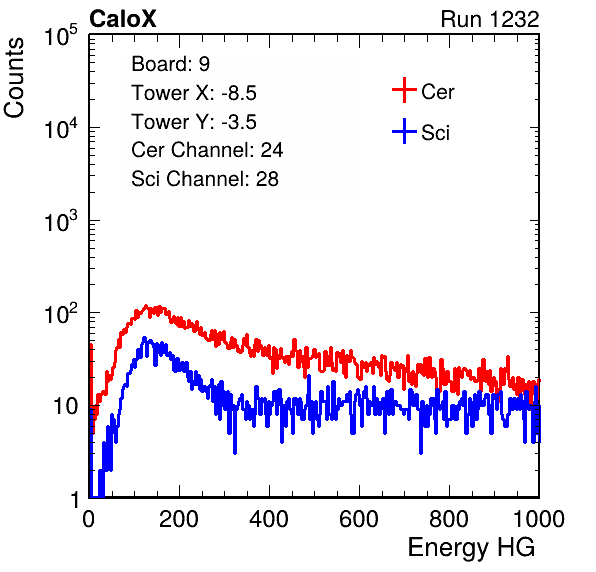 CaloX Run 1232
Counts
10^5
10^4
10^3
10^2
10
1
Board: 9
Tower X: -8.5
Tower Y: -3.5
Cer Channel: 24
Sci Channel: 28
Cer
Sci
0 200 400 600 800 1000
Energy HG